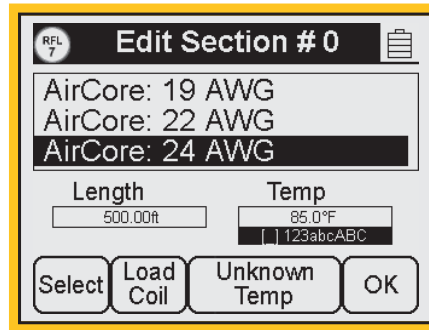 RFL
7
Edit Section # 0
AirCore: 19 AWG
AirCore: 22 AWG
AirCore: 24 AWG
Length Temp
500.00ft 85.0°F
[_] 123abcABC
Select Load Coil Unknown Temp OK